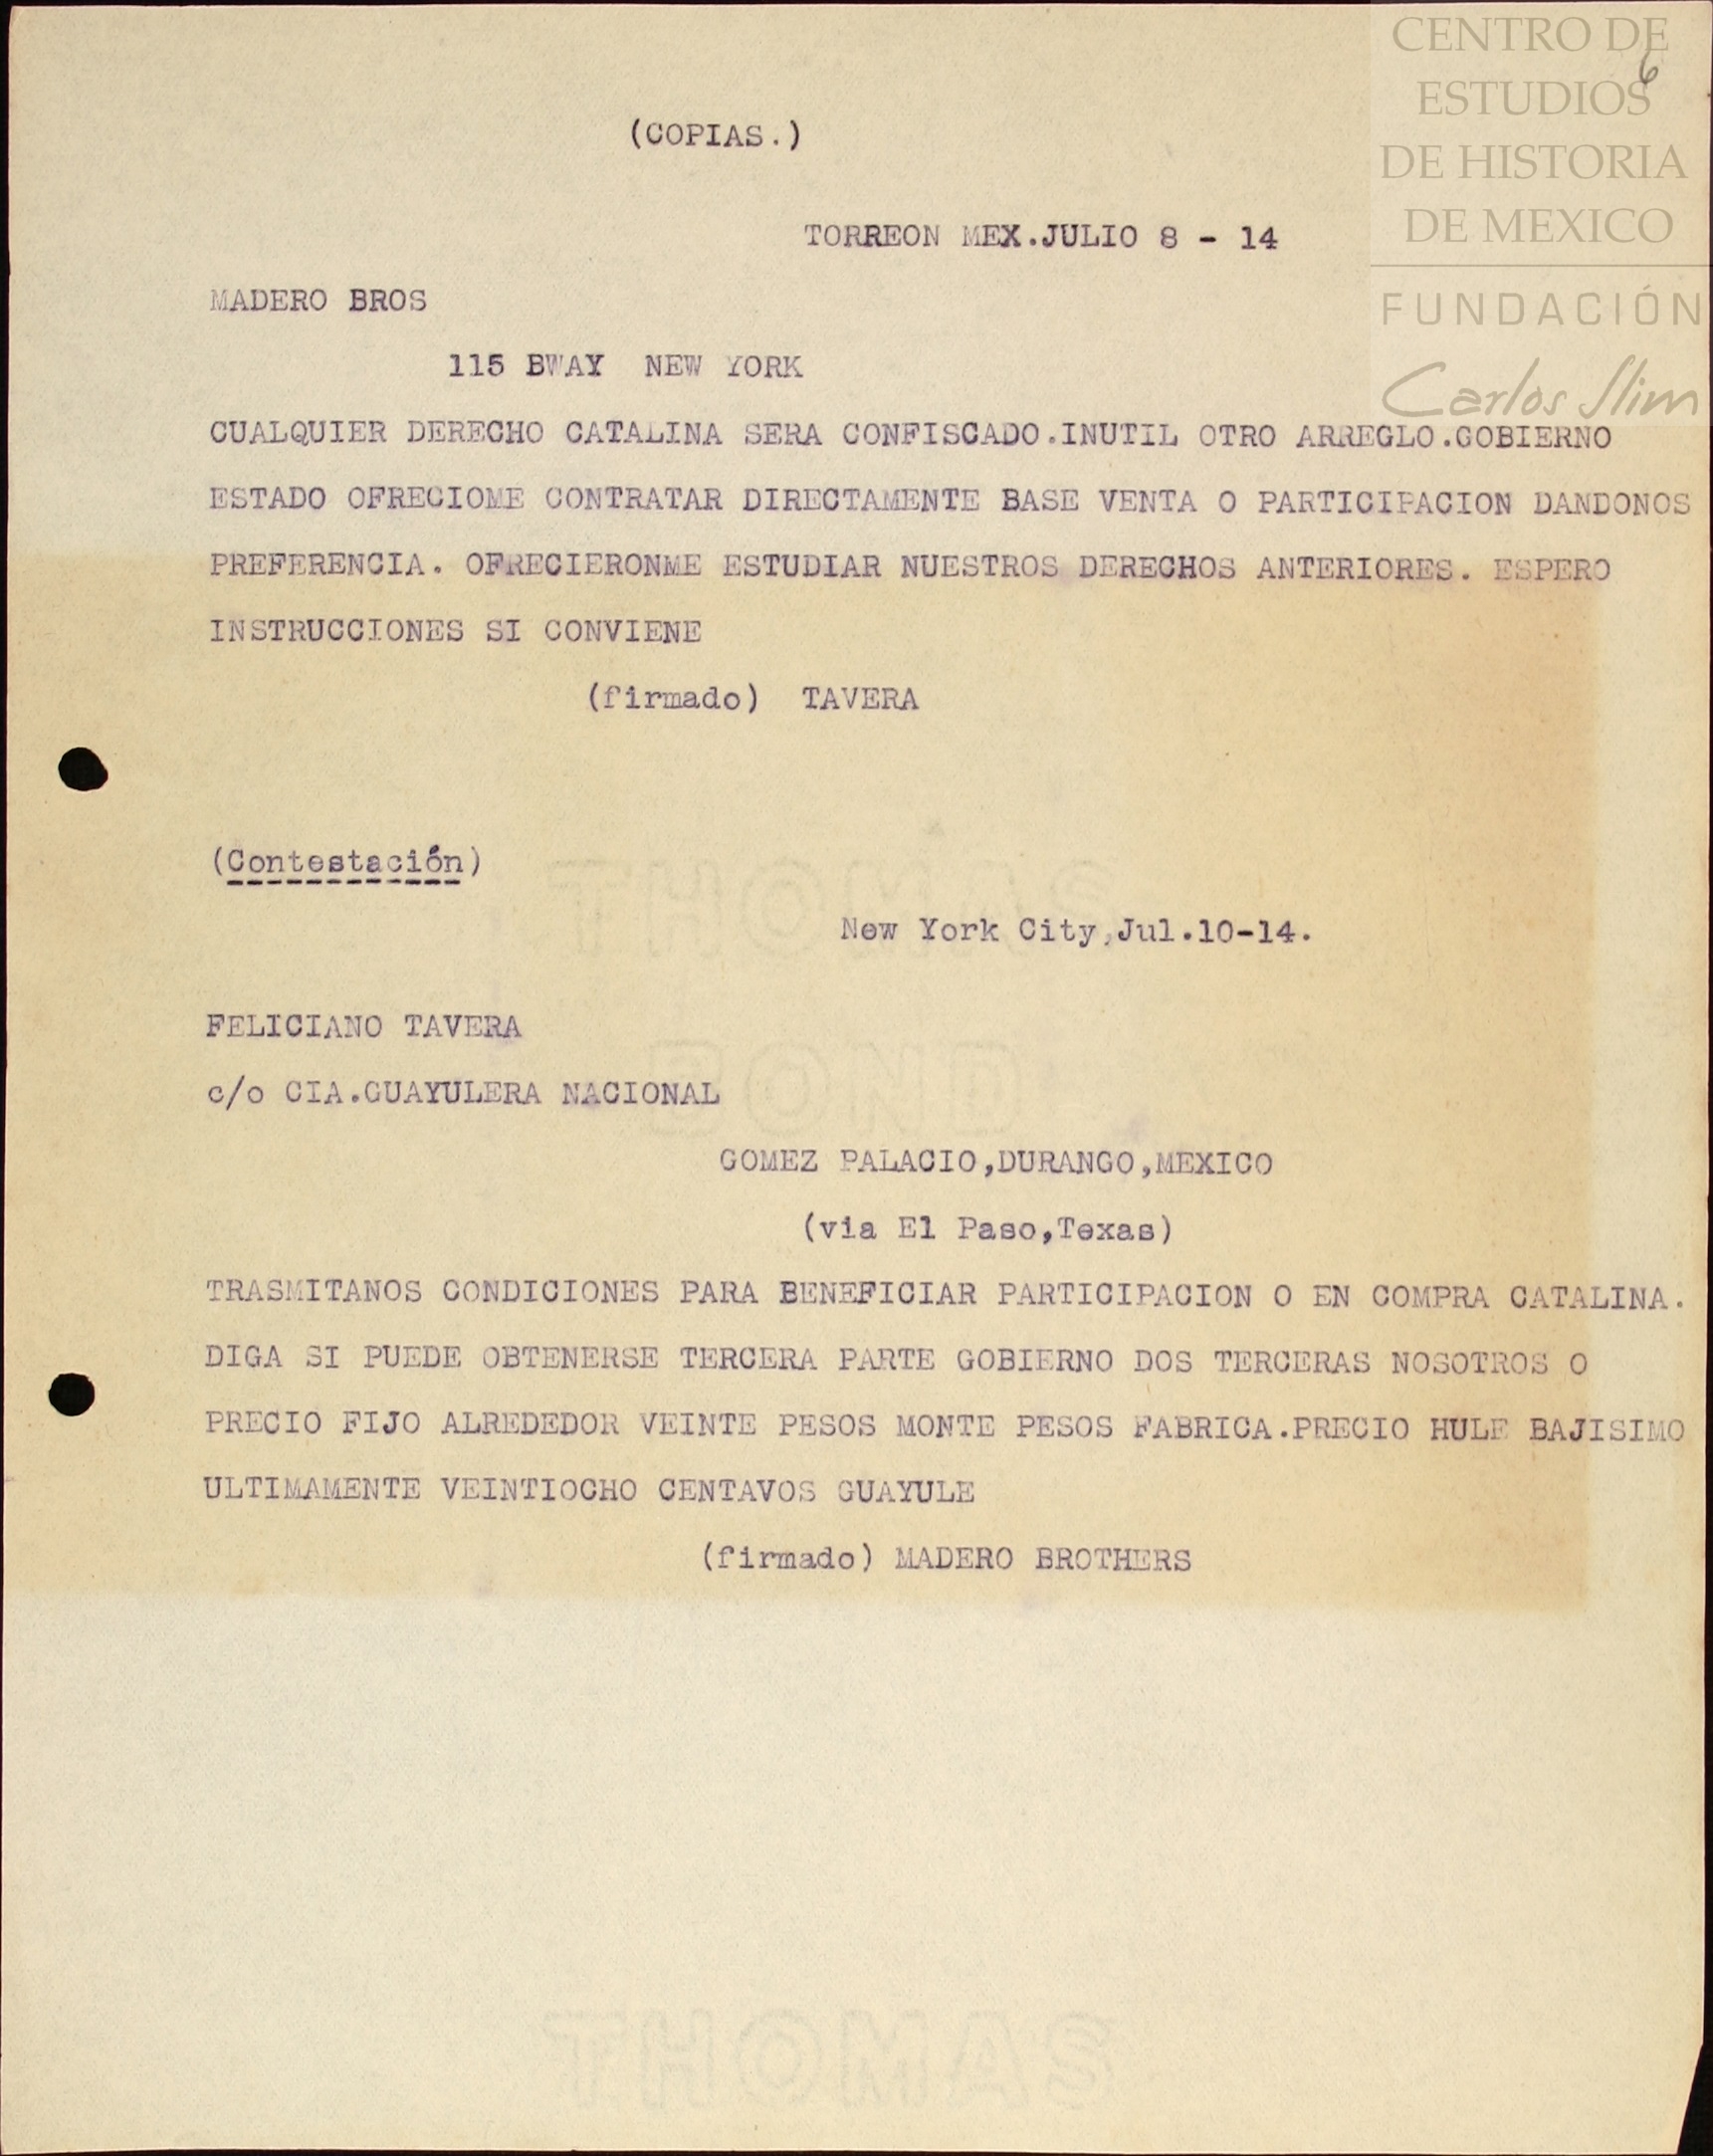 CENTRO DE
ESTUDIOS
DE HISTORIA
DE MEXICO
FUNDACIÓN
Carlos Slim
6
(COPIAS.)
TORREON MEX.JULIO 8 - 14
MADERO BROS
115 BWAY NEW YORK
CUALQUIER DERECHO CATALINA SERA CONFISCADO.INUTIL OTRO ARREGLO.GOBIERNO
ESTADO OFRECIOME CONTRATAR DIRECTAMENTE BASE VENTA O PARTICIPACION DANDONOS
PREFERENCIA. OFRECIERONME ESTUDIAR NUESTROS DERECHOS ANTERIORES. ESPERO
INSTRUCCIONES SI CONVIENE
(firmado) TAVERA
(Contestación)
New York City,Jul.10-14.
FELICIANO TAVERA
c/o CIA.GUAYULERA NACIONAL
GOMEZ PALACIO,DURANGO,MEXICO
(via El Paso,Texas)
TRASMITANOS CONDICIONES PARA BENEFICIAR PARTICIPACION O EN COMPRA CATALINA.
DIGA SI PUEDE OBTENERSE TERCERA PARTE GOBIERNO DOS TERCERAS NOSOTROS O
PRECIO FIJO ALREDEDOR VEINTE PESOS MONTE PESOS FABRICA.PRECIO HULE BAJISIMO
ULTIMAMENTE VEINTIOCHO CENTAVOS GUAYULE
(firmado) MADERO BROTHERS
THOMAS
BOND
THOMAS